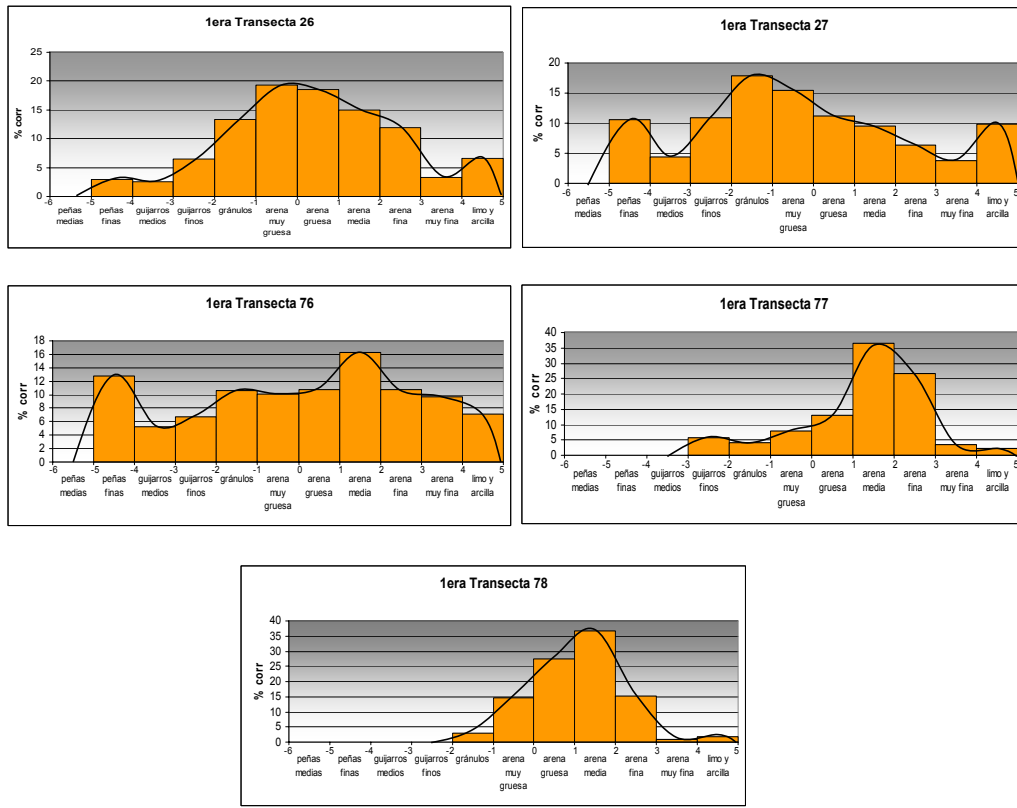 1era Transecta 26
25
20
15
10
5
0
% corr
-6 -5 -4 -3 -2 -1 0 1 2 3 4 5
peñas medias
peñas finas
guijarros medios
guijarros finos
gránulos
arena muy gruesa
arena gruesa
arena media
arena fina
arena muy fina
limo y arcilla
1era Transecta 27
20
15
10
5
0
% corr
-6 -5 -4 -3 -2 -1 0 1 2 3 4 5
peñas medias
peñas finas
guijarros medios
guijarros finos
gránulos
arena muy gruesa
arena gruesa
arena media
arena fina
arena muy fina
limo y arcilla
1era Transecta 76
18
16
14
12
10
8
6
4
2
0
% corr
-6 -5 -4 -3 -2 -1 0 1 2 3 4 5
peñas medias
peñas finas
guijarros medios
guijarros finos
gránulos
arena muy gruesa
arena gruesa
arena media
arena fina
arena muy fina
limo y arcilla
1era Transecta 77
40
35
30
25
20
15
10
5
0
% corr
-6 -5 -4 -3 -2 -1 0 1 2 3 4 5
peñas medias
peñas finas
guijarros medios
guijarros finos
gránulos
arena muy gruesa
arena gruesa
arena media
arena fina
arena muy fina
limo y arcilla
1era Transecta 78
40
35
30
25
20
15
10
5
0
% corr
-6 -5 -4 -3 -2 -1 0 1 2 3 4 5
peñas medias
peñas finas
guijarros medios
guijarros finos
gránulos
arena muy gruesa
arena gruesa
arena media
arena fina
arena muy fina
limo y arcilla